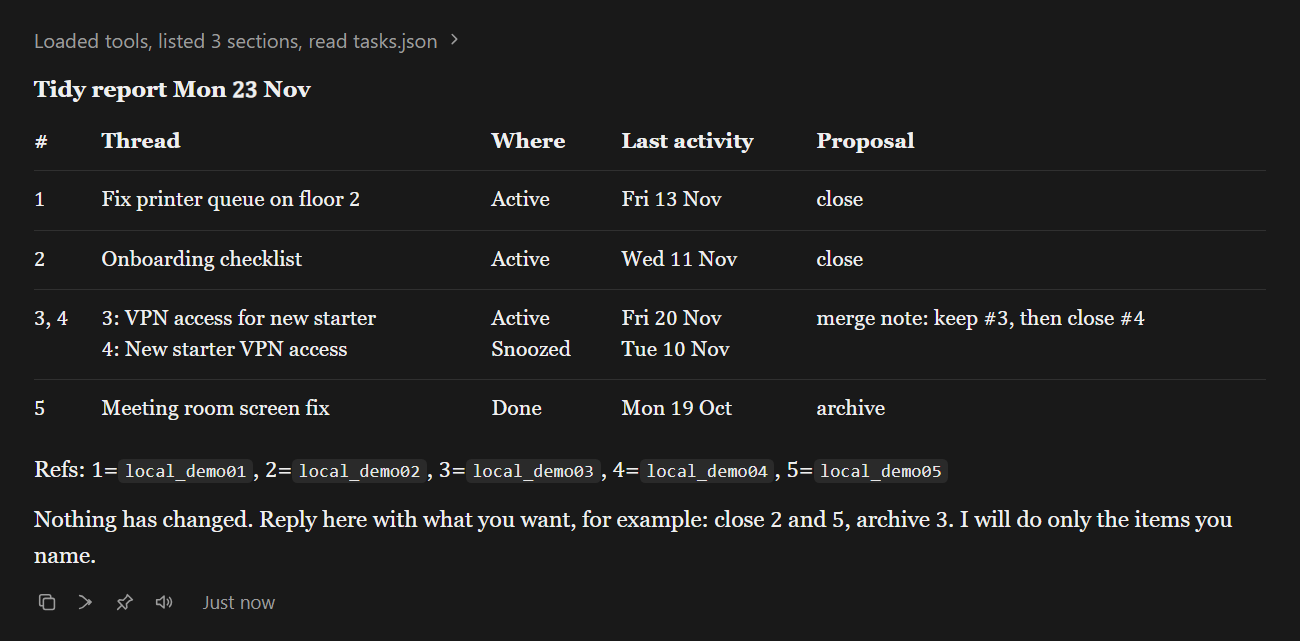 Loaded tools, listed 3 sections, read tasks.json
Tidy report Mon 23 Nov
# Thread Where Last activity Proposal
1 Fix printer queue on floor 2 Active Fri 13 Nov close
2 Onboarding checklist Active Wed 11 Nov close
3, 4 3: VPN access for new starter Active Fri 20 Nov merge note: keep #3, then close #4
4: New starter VPN access Snoozed Tue 10 Nov
5 Meeting room screen fix Done Mon 19 Oct archive
Refs: 1=local_demo01, 2=local_demo02, 3=local_demo03, 4=local_demo04, 5=local_demo05
Nothing has changed. Reply here with what you want, for example: close 2 and 5, archive 3. I will do only the items you
name.
Just now